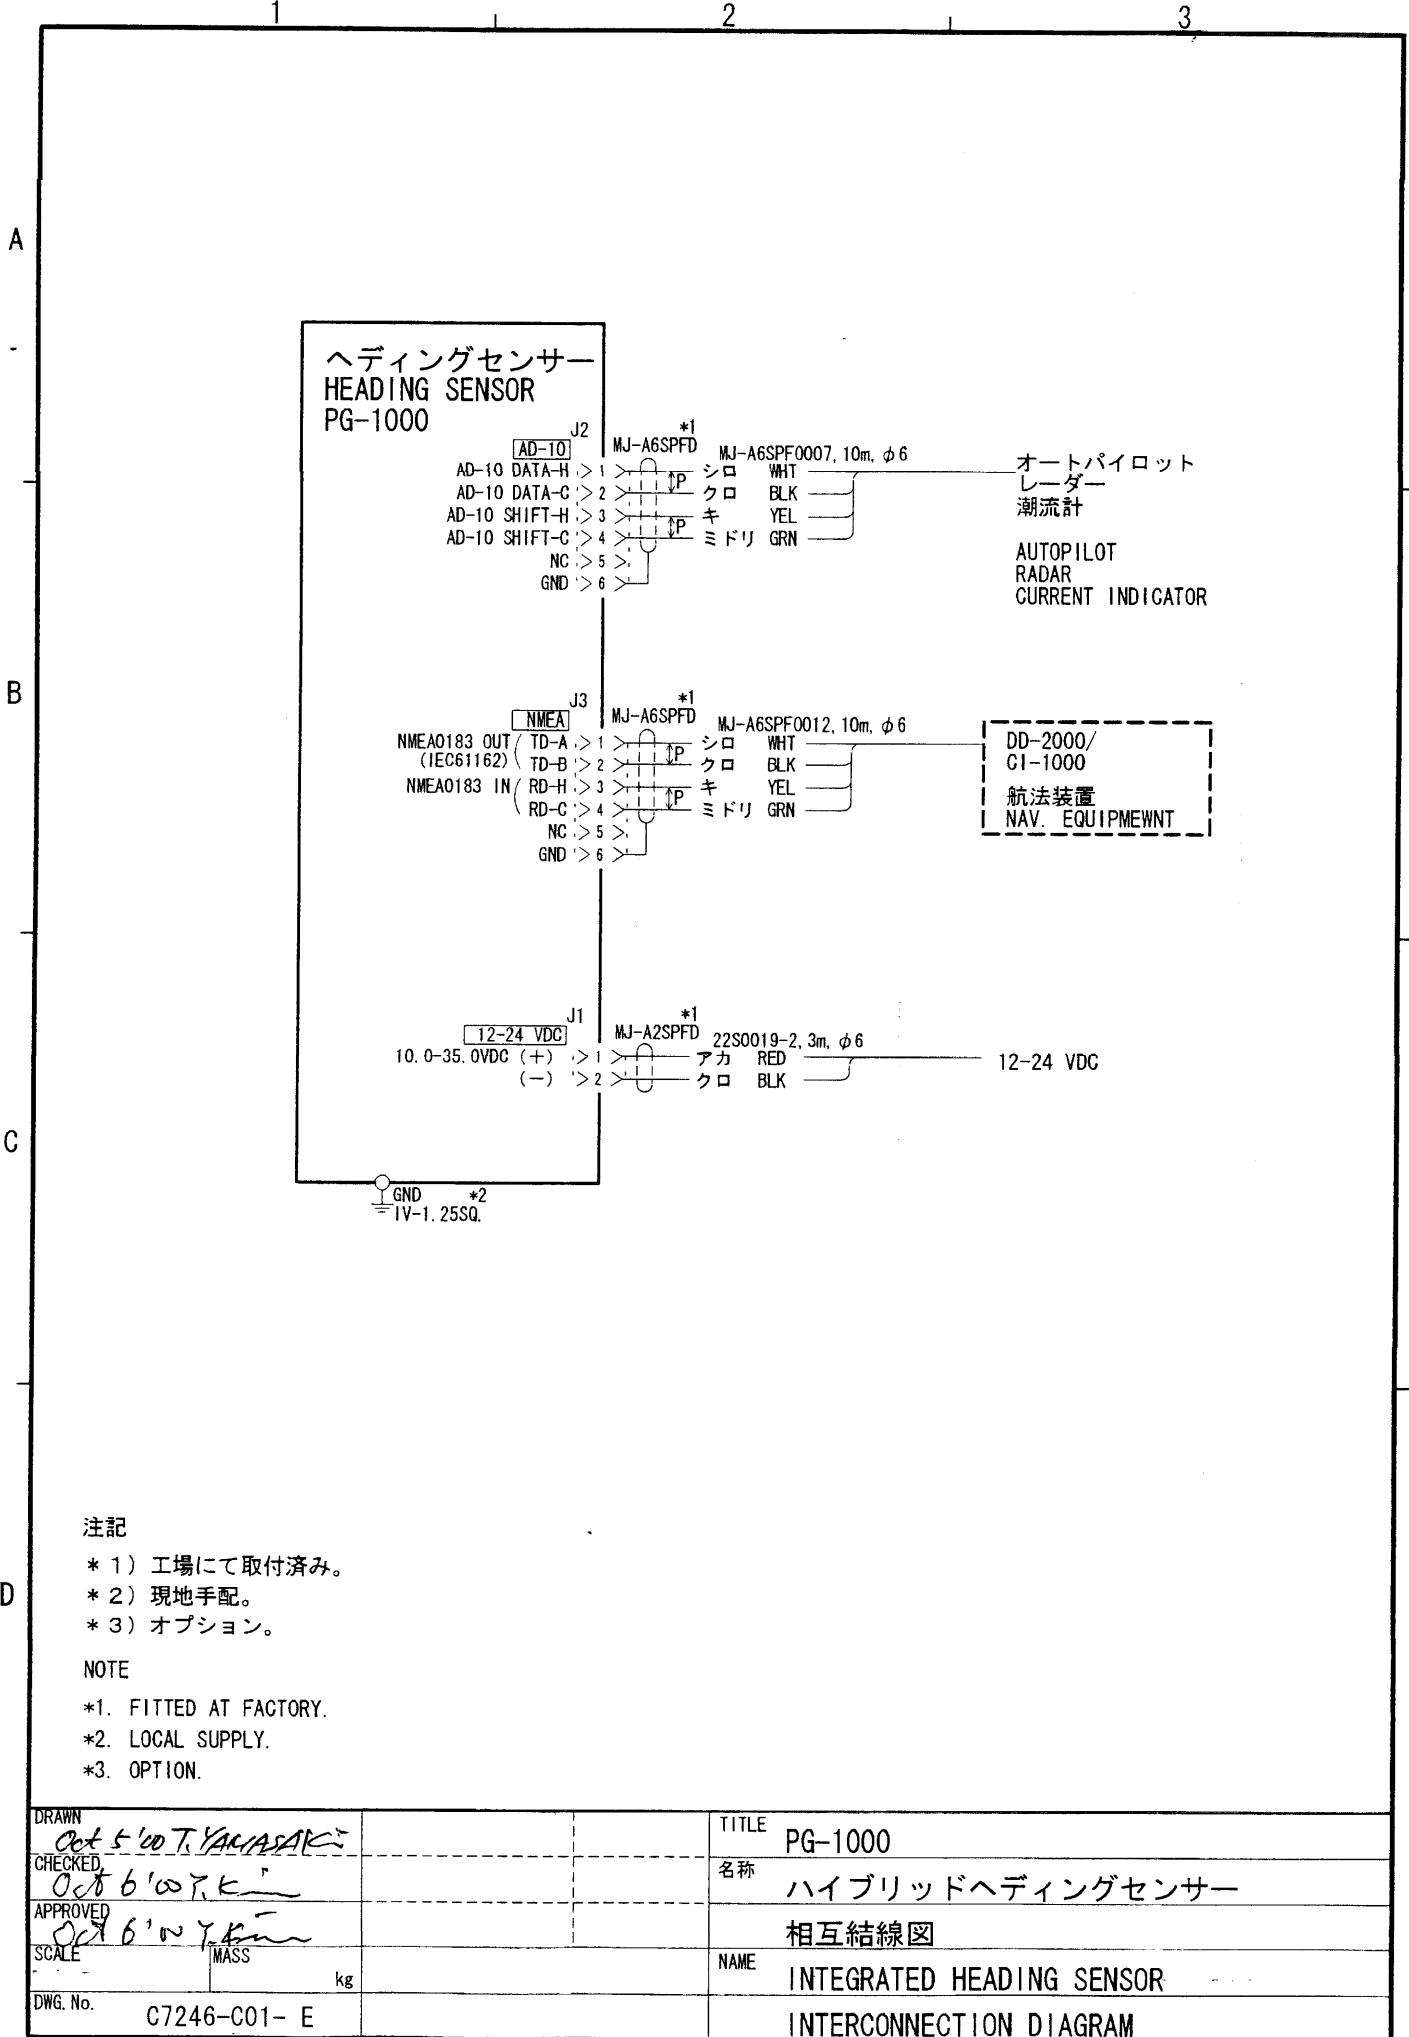 1 2 3
A
B
C
D
ヘディングセンサー
HEADING SENSOR
PG-1000
J2
AD-10
*1
MJ-A6SPFD
MJ-A6SPF0007, 10m, φ6
AD-10 DATA-H 1 P シロ WHT
AD-10 DATA-C 2 クロ BLK
AD-10 SHIFT-H 3 P キ YEL
AD-10 SHIFT-C 4 ミドリ GRN
NC 5
GND 6
オートパイロット
レーダー
潮流計
AUTOPILOT
RADAR
CURRENT INDICATOR
J3
NMEA
*1
MJ-A6SPFD
MJ-A6SPF0012, 10m, φ6
NMEA0183 OUT TD-A 1 P シロ WHT
(IEC61162) TD-B 2 クロ BLK
NMEA0183 IN RD-H 3 P キ YEL
RD-C 4 ミドリ GRN
NC 5
GND 6
DD-2000/
CI-1000
航法装置
NAV. EQUIPMEWNT
J1
12-24 VDC
*1
MJ-A2SPFD
22S0019-2, 3m, φ6
10.0-35.0VDC (+) 1 アカ RED
(-) 2 クロ BLK
12-24 VDC
GND *2
IV-1.25SQ.
注記
*1) 工場にて取付済み。
*2) 現地手配。
*3) オプション。
NOTE
*1. FITTED AT FACTORY.
*2. LOCAL SUPPLY.
*3. OPTION.
DRAWN
Oct 5 '00 T. YAMASAKI
CHECKED
Oct 6 '00
APPROVED
Oct 6 '00
SCALE
MASS
kg
DWG. No.
C7246-C01- E
TITLE
PG-1000
名称
ハイブリッドヘディングセンサー
相互結線図
NAME
INTEGRATED HEADING SENSOR
INTERCONNECTION DIAGRAM